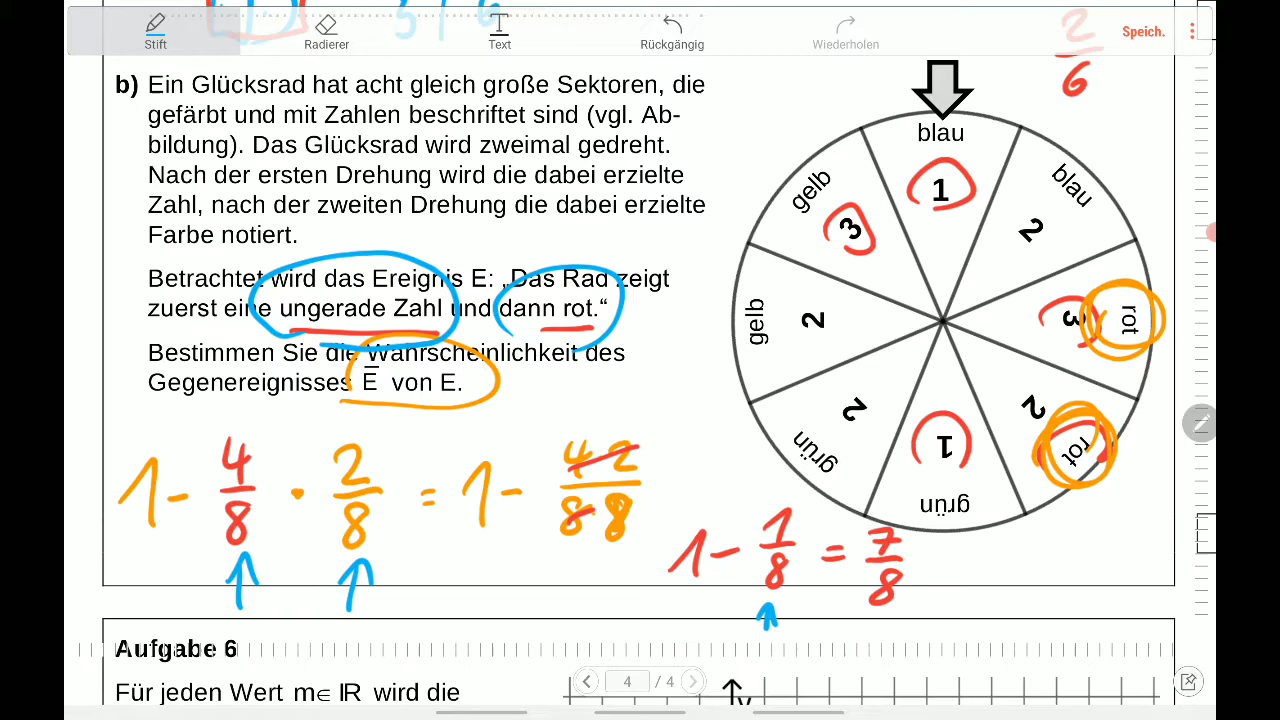 Stift Radierer Text Rückgängig Wiederholen Speich.
2
6
b) Ein Glücksrad hat acht gleich große Sektoren, die
gefärbt und mit Zahlen beschriftet sind (vgl. Ab-
bildung). Das Glücksrad wird zweimal gedreht.
Nach der ersten Drehung wird die dabei erzielte
Zahl, nach der zweiten Drehung die dabei erzielte
Farbe notiert.
Betrachtet wird das Ereignis E: „Das Rad zeigt
zuerst eine ungerade Zahl und dann rot.“
Bestimmen Sie die Wahrscheinlichkeit des
Gegenereignisses E̅ von E.
blau
1
blau
2
rot
3
rot
2
grün
1
grün
2
gelb
2
gelb
3
1 - 4/8 · 2/8 = 1 - 4 2/8·8
1 - 1/8 = 7/8
Aufgabe 6
Für jeden Wert m∈ IR wird die
4 / 4
y